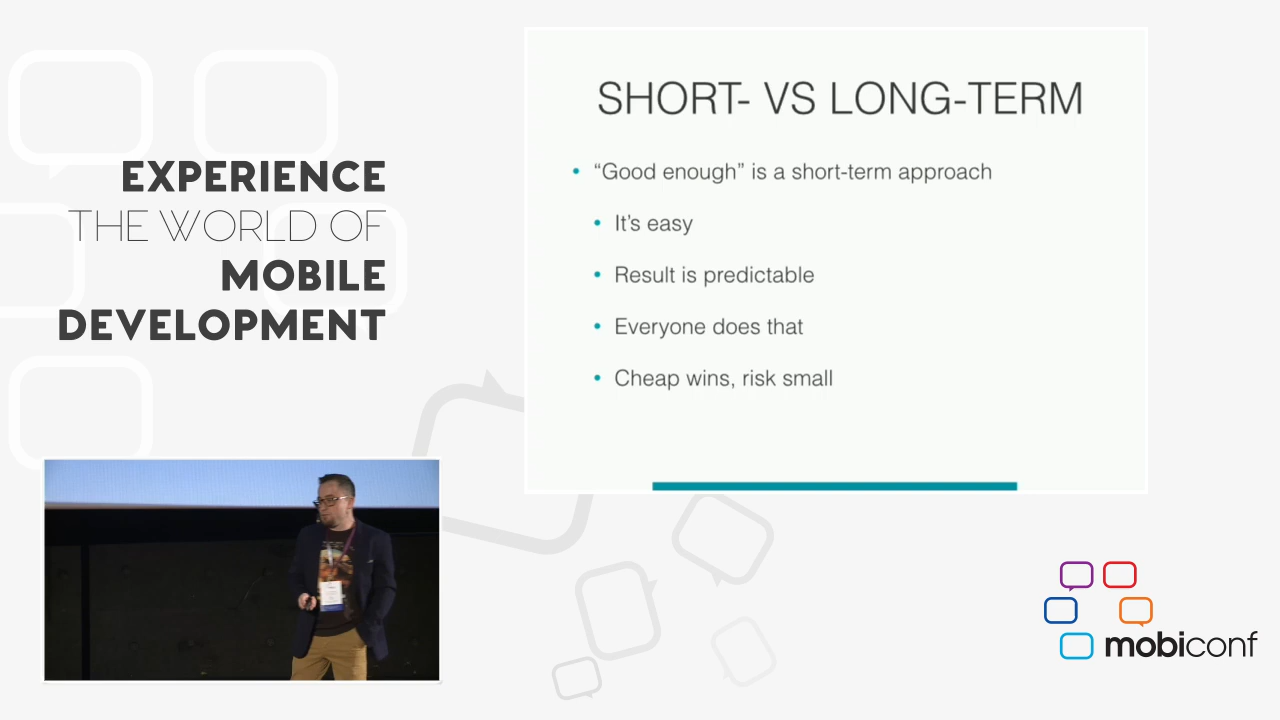 EXPERIENCE
THE WORLD OF
MOBILE
DEVELOPMENT
SHORT- VS LONG-TERM
• “Good enough” is a short-term approach
• It’s easy
• Result is predictable
• Everyone does that
• Cheap wins, risk small
mobiconf